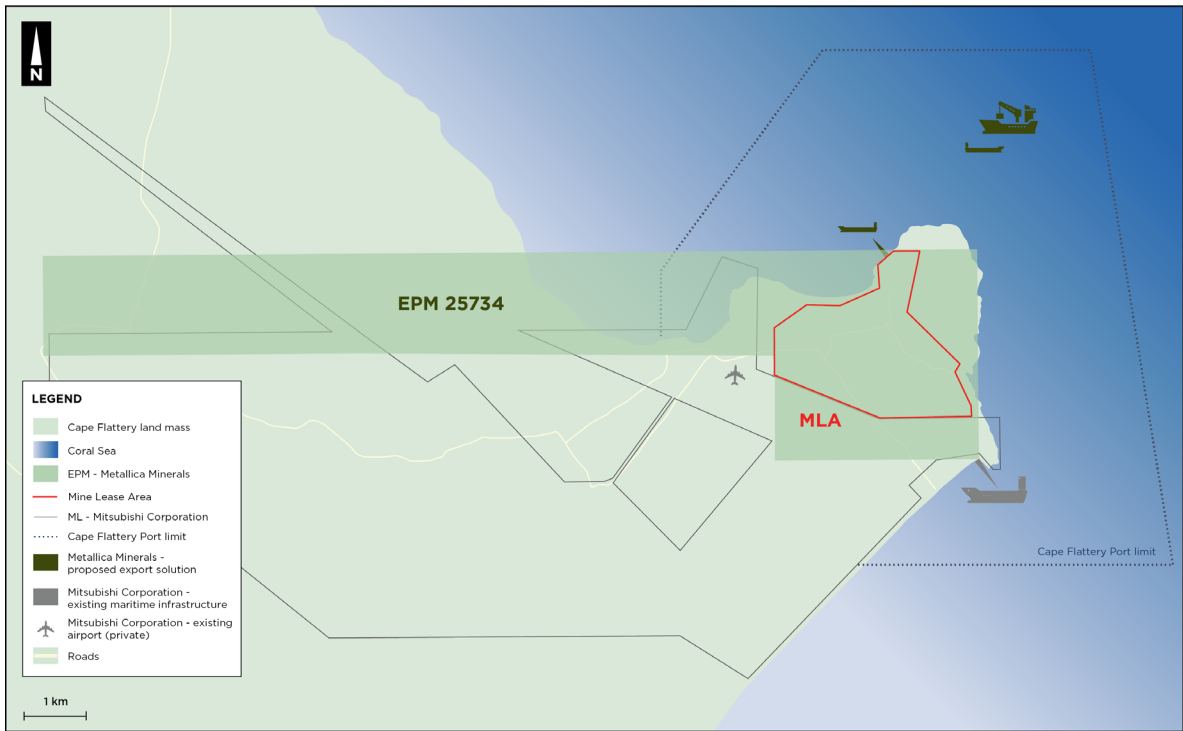 N
EPM 25734
MLA
LEGEND
Cape Flattery land mass
Coral Sea
EPM - Metallica Minerals
Mine Lease Area
ML - Mitsubishi Corporation
Cape Flattery Port limit
Metallica Minerals -
proposed export solution
Mitsubishi Corporation -
existing maritime infrastructure
Mitsubishi Corporation - existing
airport (private)
Roads
Cape Flattery Port limit
1 km